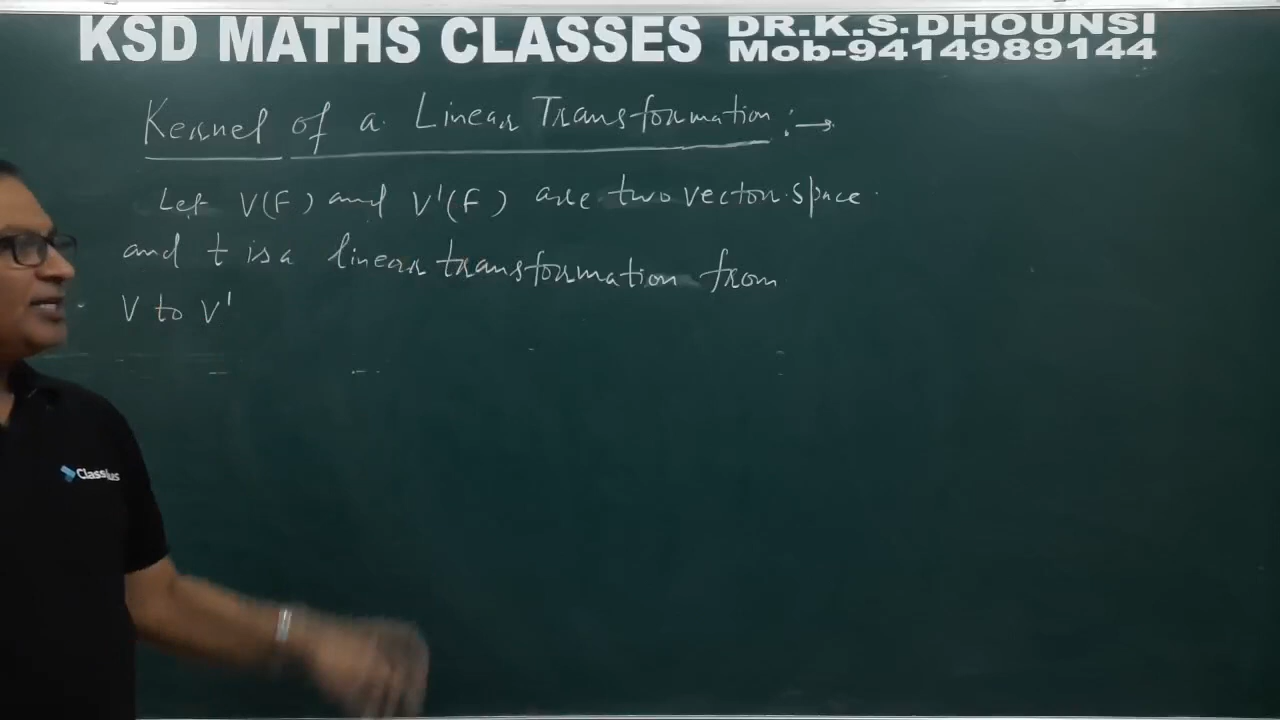 KSD MATHS CLASSES DR.K.S.DHOUNSI
Mob-9414989144
Kernel of a Linear Transformation :→
Let V(F) and V'(F) are two vector space
and t is a linear transformation from
V to V'